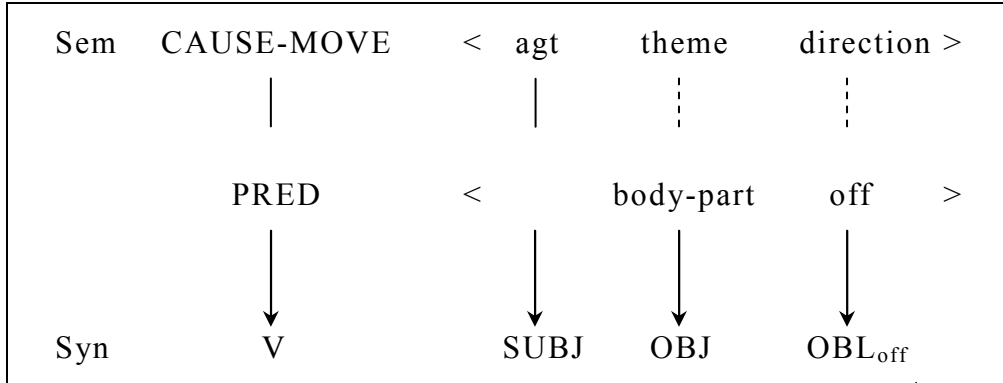 Sem CAUSE-MOVE < agt theme direction >
PRED < body-part off >
Syn V SUBJ OBJ OBLoff